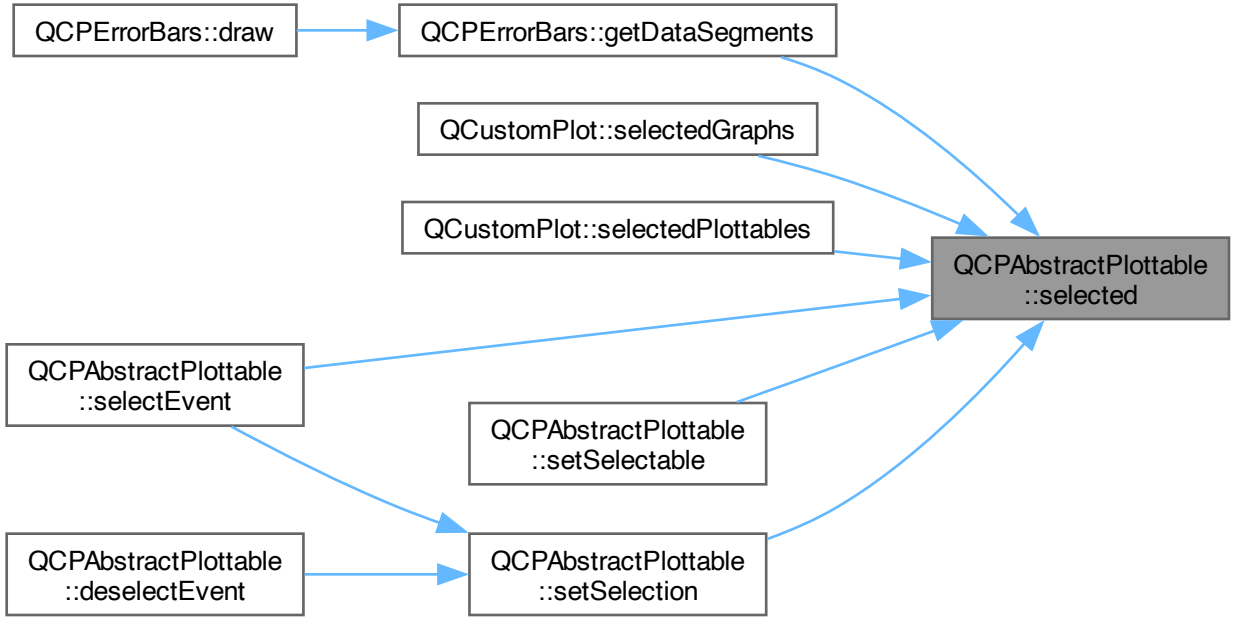 QCPErrorBars::draw
QCPErrorBars::getDataSegments
QCustomPlot::selectedGraphs
QCustomPlot::selectedPlottables
QCPAbstractPlottable
::selected
QCPAbstractPlottable
::selectEvent
QCPAbstractPlottable
::setSelectable
QCPAbstractPlottable
::deselectEvent
QCPAbstractPlottable
::setSelection